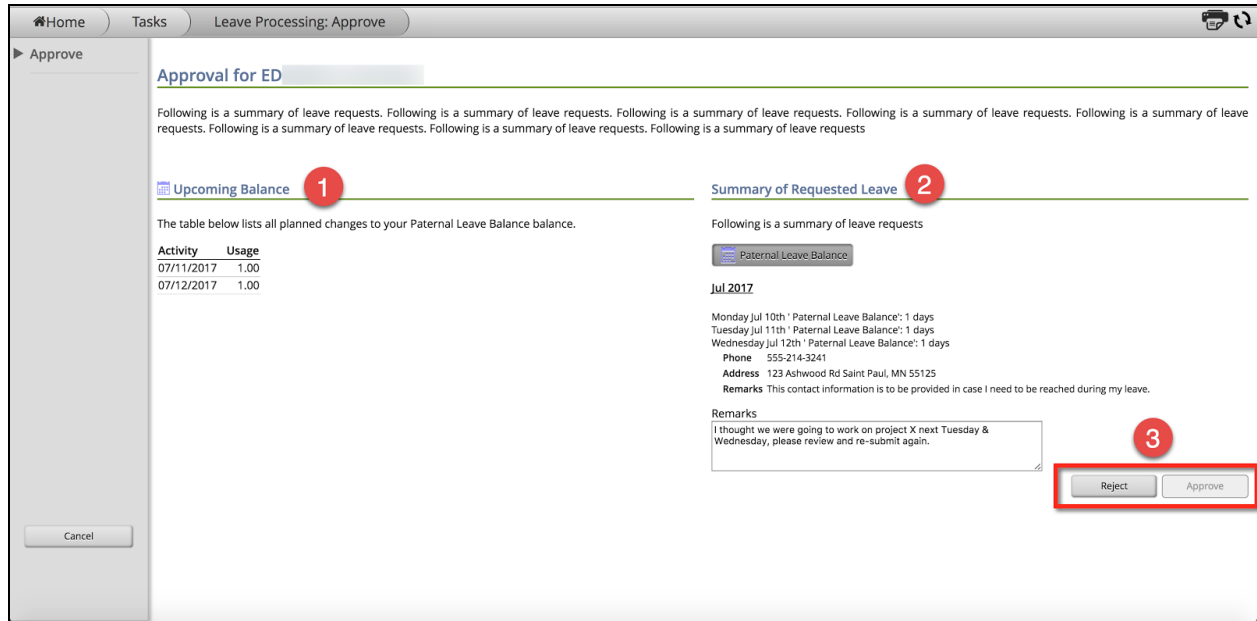 Home Tasks Leave Processing: Approve
Approve
Approval for ED
Following is a summary of leave requests. Following is a summary of leave requests. Following is a summary of leave requests. Following is a summary of leave requests. Following is a summary of leave
requests. Following is a summary of leave requests. Following is a summary of leave requests. Following is a summary of leave requests
Upcoming Balance 1
The table below lists all planned changes to your Paternal Leave Balance balance.
Activity Usage
07/11/2017 1.00
07/12/2017 1.00
Summary of Requested Leave 2
Following is a summary of leave requests
Paternal Leave Balance
Jul 2017
Monday Jul 10th ' Paternal Leave Balance': 1 days
Tuesday Jul 11th ' Paternal Leave Balance': 1 days
Wednesday Jul 12th ' Paternal Leave Balance': 1 days
Phone 555-214-3241
Address 123 Ashwood Rd Saint Paul, MN 55125
Remarks This contact information is to be provided in case I need to be reached during my leave.
Remarks
I thought we were going to work on project X next Tuesday &
Wednesday, please review and re-submit again.
3
Reject Approve
Cancel